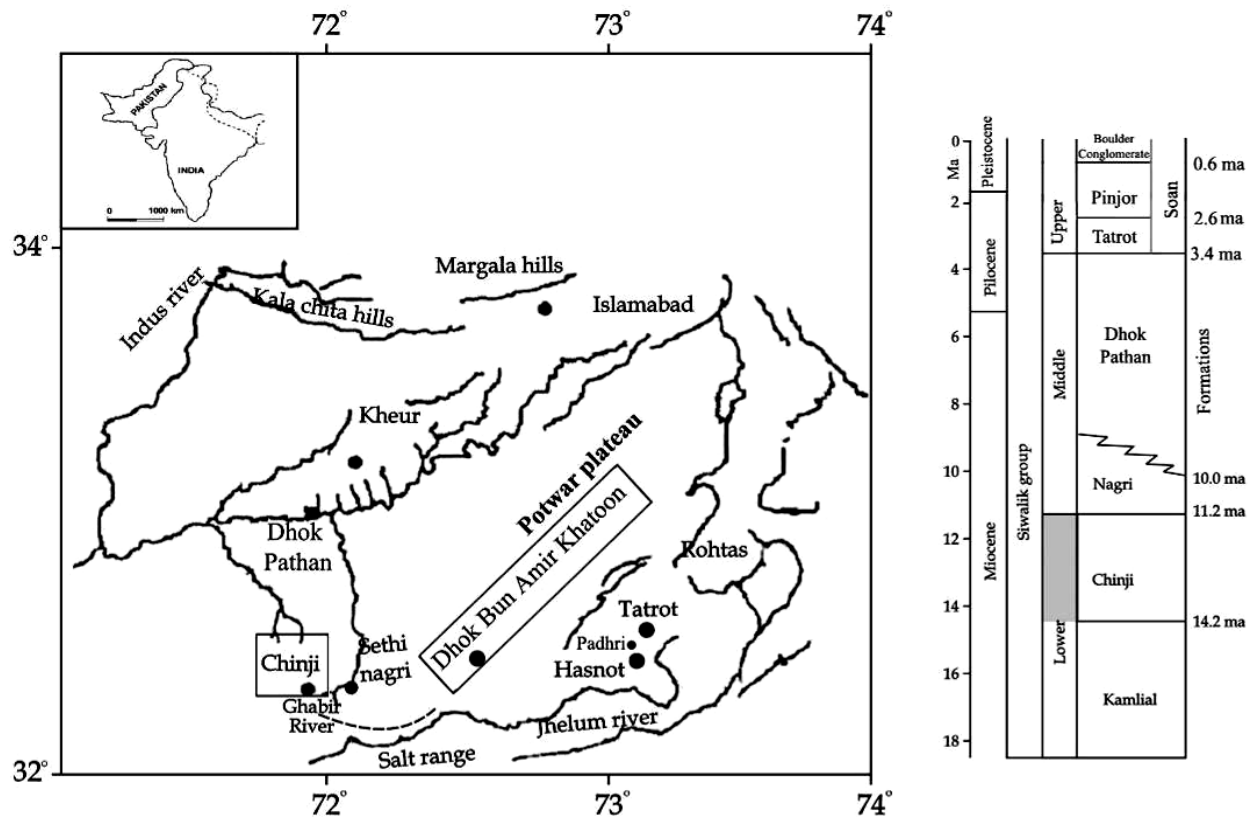 72°
73°
74°
PAKISTAN
INDIA
0 1000 km
34°
Margala hills
Islamabad
Indus river
Kala chita hills
Kheur
Potwar plateau
Dhok Bun Amir Khatoon
Dhok
Pathan
Rohtas
Tatrot
Padhri
Hasnot
Chinji
Sethi
nagri
Ghabir
River
Jhelum river
Salt range
32°
72°
73°
74°
0
Ma
2
4
6
8
10
12
14
16
18
Pleistocene
Pilocene
Miocene
Siwalik group
Upper
Middle
Lower
Boulder
Conglomerate
Pinjor
Tatrot
Soan
Dhok
Pathan
Nagri
Chinji
Kamlial
Formations
0.6 ma
2.6 ma
3.4 ma
10.0 ma
11.2 ma
14.2 ma